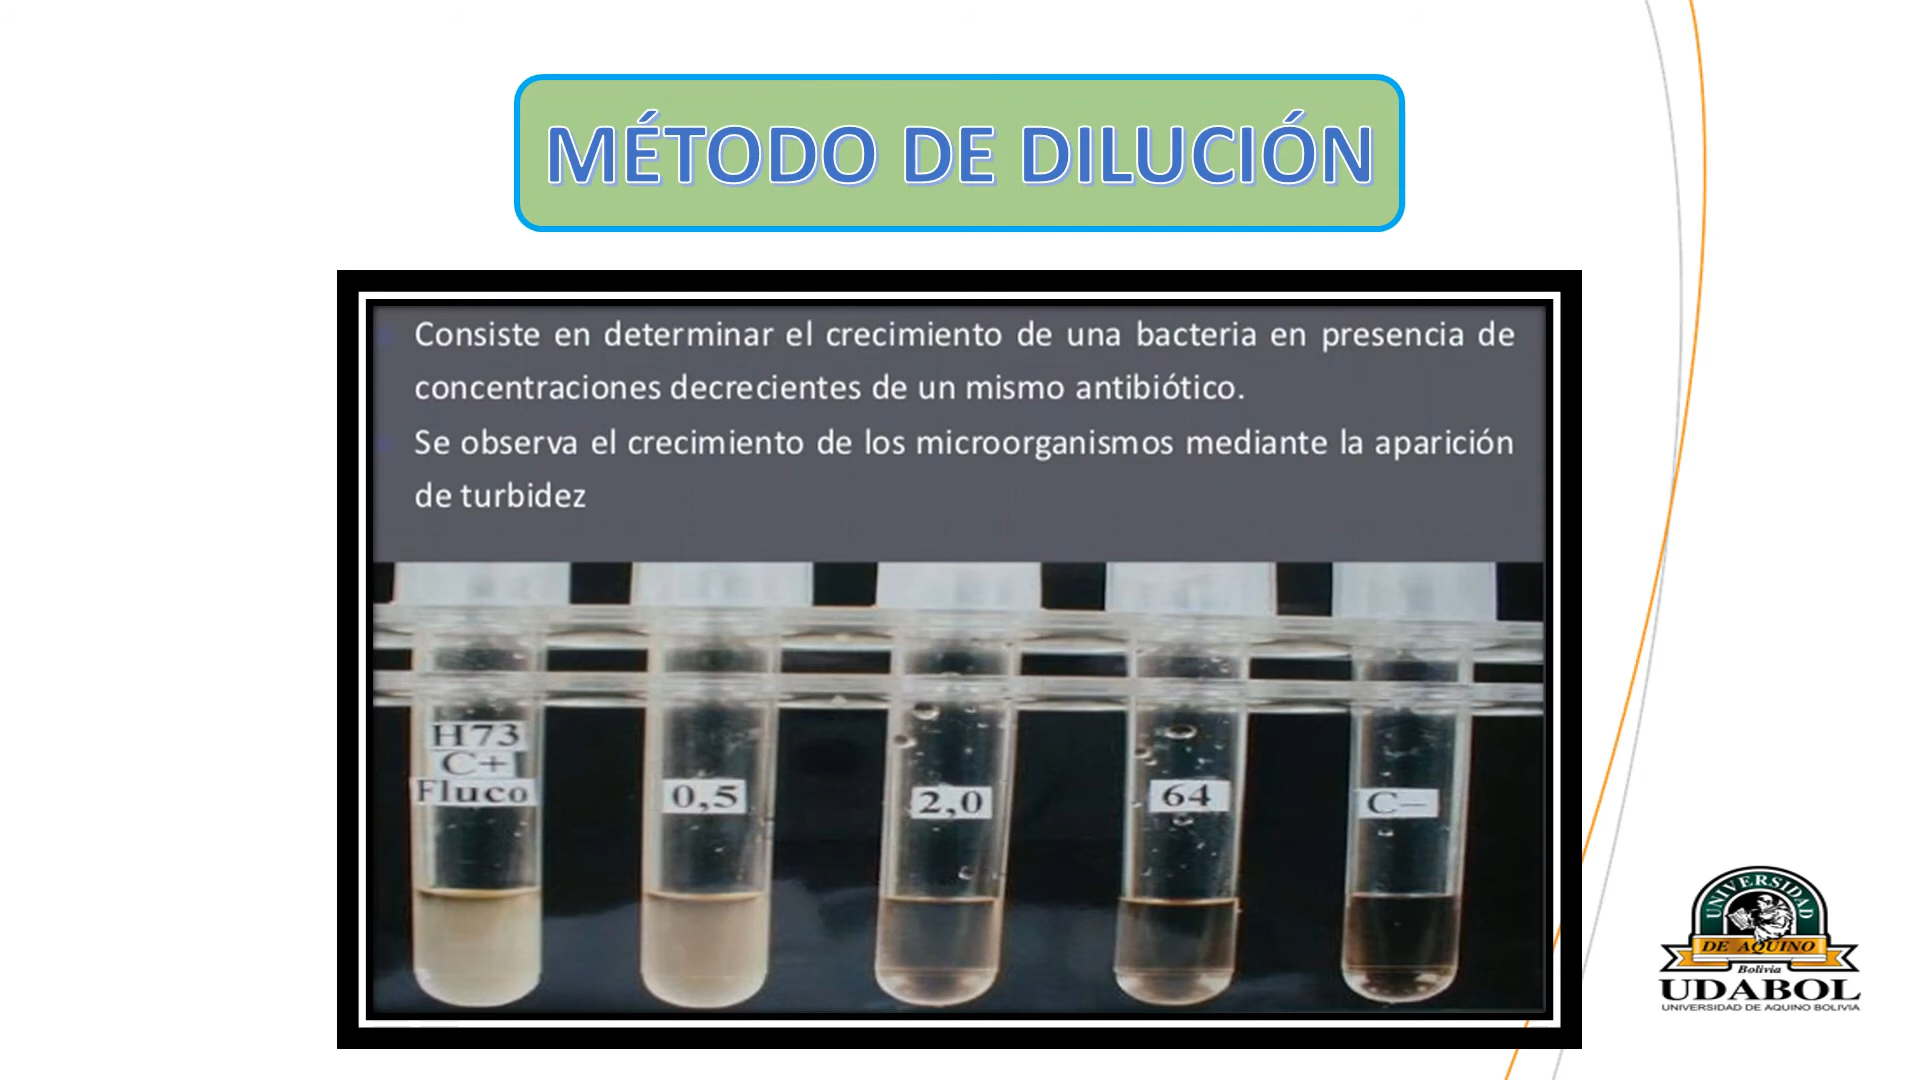 MÉTODO DE DILUCIÓN
Consiste en determinar el crecimiento de una bacteria en presencia de
concentraciones decrecientes de un mismo antibiótico.
Se observa el crecimiento de los microorganismos mediante la aparición
de turbidez
H73
C+
Fluco
0,5
2,0
64
C−
UNIVERSIDAD
DE AQUINO
Bolivia
UDABOL
UNIVERSIDAD DE AQUINO BOLIVIA